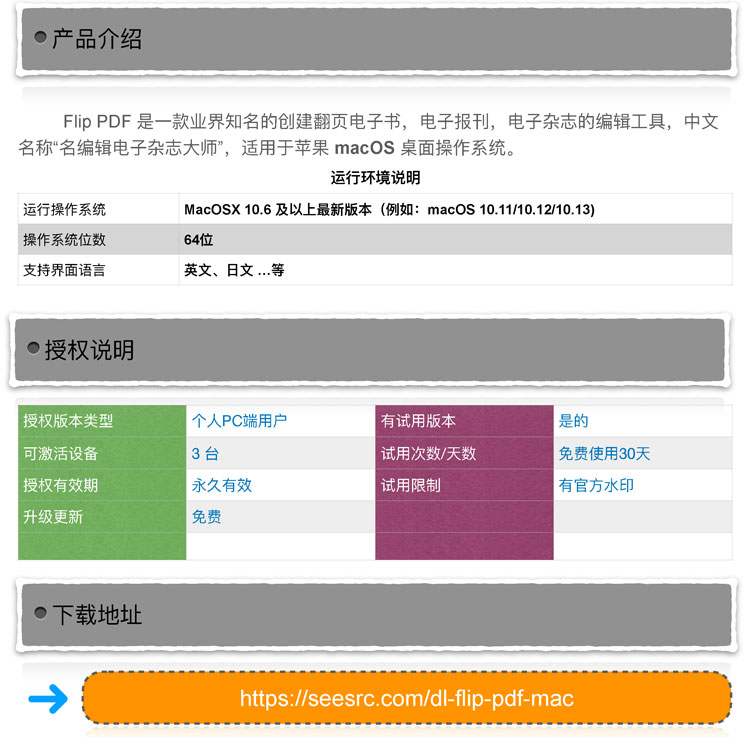 产品介绍
Flip PDF 是一款业界知名的创建翻页电子书，电子报刊，电子杂志的编辑工具，中文
名称“名编辑电子杂志大师”，适用于苹果 macOS 桌面操作系统。
运行环境说明
运行操作系统 MacOSX 10.6 及以上最新版本（例如：macOS 10.11/10.12/10.13)
操作系统位数 64位
支持界面语言 英文、日文 ...等
授权说明
授权版本类型 个人PC端用户 有试用版本 是的
可激活设备 3 台 试用次数/天数 免费使用30天
授权有效期 永久有效 试用限制 有官方水印
升级更新 免费
下载地址
https://seesrc.com/dl-flip-pdf-mac